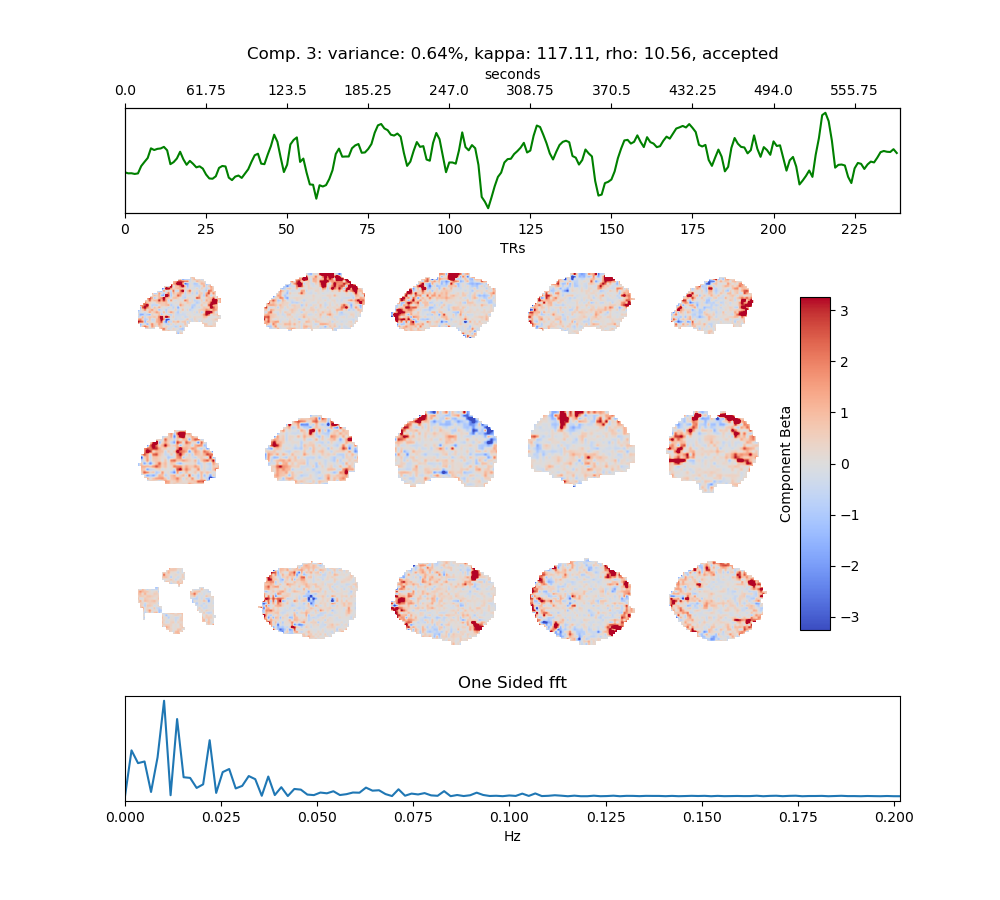 Comp. 3: variance: 0.64%, kappa: 117.11, rho: 10.56, accepted
seconds
0.0 61.75 123.5 185.25 247.0 308.75 370.5 432.25 494.0 555.75
0 25 50 75 100 125 150 175 200 225
TRs
3
2
1
0
−1
−2
−3
Component Beta
One Sided fft
0.000 0.025 0.050 0.075 0.100 0.125 0.150 0.175 0.200
Hz